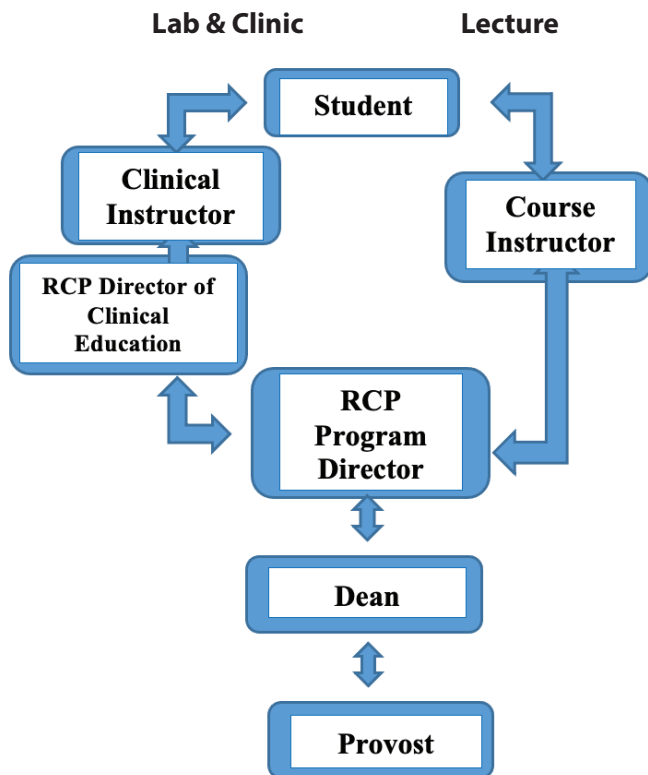 Lab & Clinic
Lecture
Student
Clinical
Instructor
Course
Instructor
RCP Director of
Clinical
Education
RCP
Program
Director
Dean
Provost